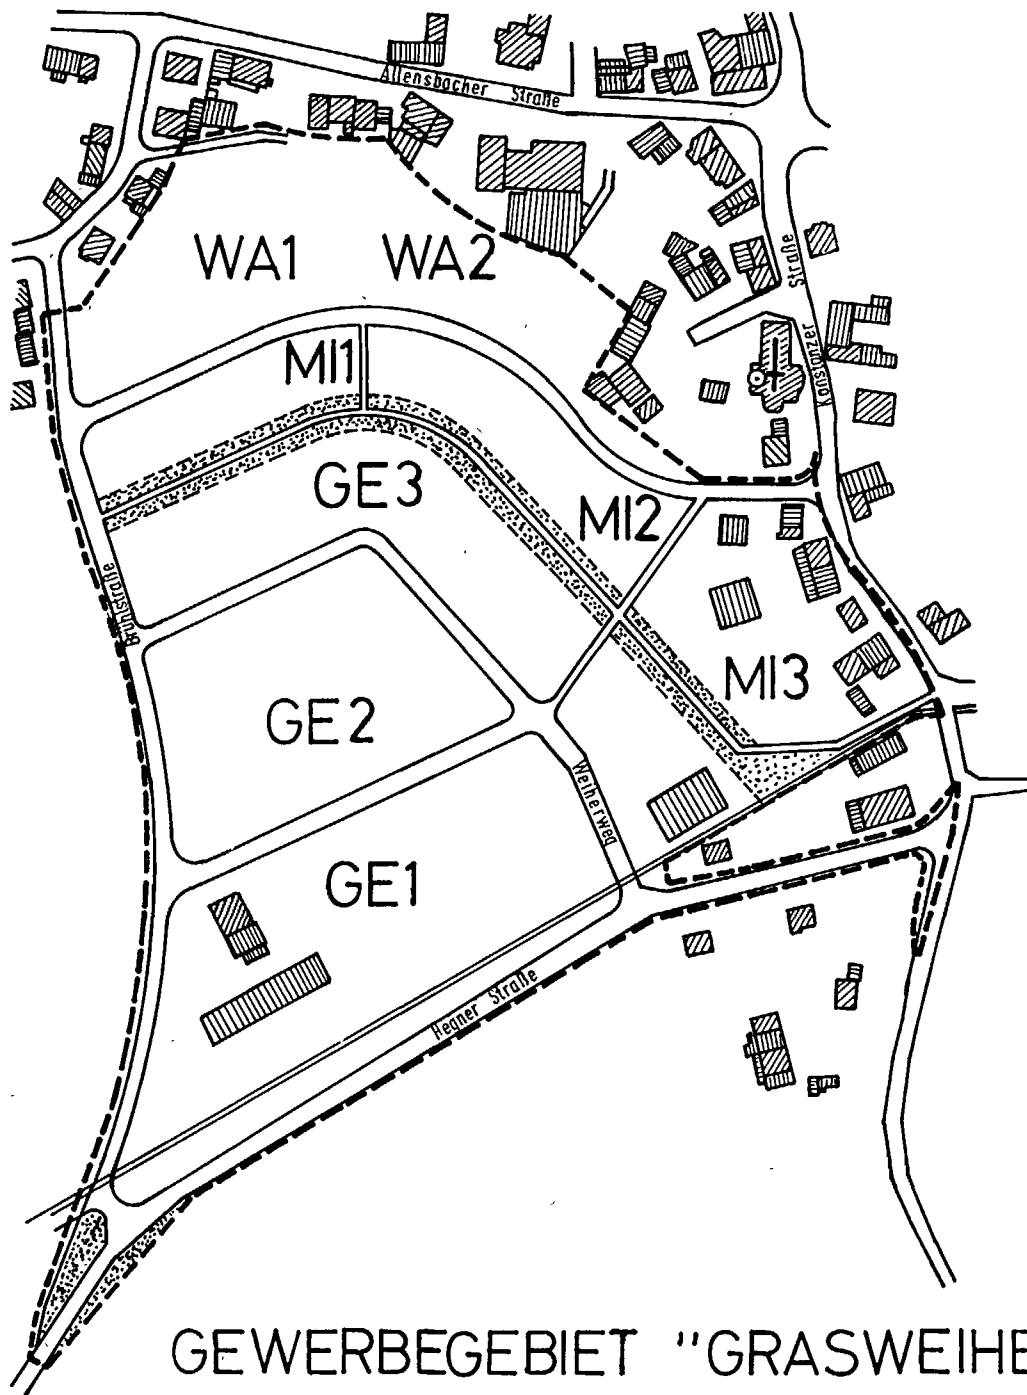 Allensbacher Straße
Konstanzer Straße
WA1
WA2
MI1
GE3
MI2
Brühlstraße
MI3
GE2
Weiherweg
GE1
Hegner Straße
GEWERBEGEBIET "GRASWEIHE